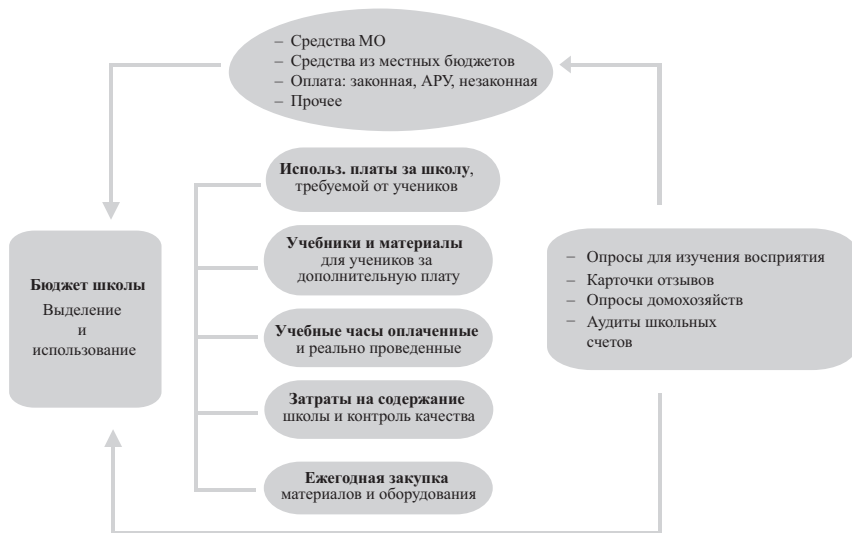 – Средства МО
– Средства из местных бюджетов
– Оплата: законная, АРУ, незаконная
– Прочее
Использ. платы за школу,
требуемой от учеников
Учебники и материалы
для учеников за
дополнительную плату
Учебные часы оплаченные
и реально проведенные
Затраты на содержание
школы и контроль качества
Ежегодная закупка
материалов и оборудования
Бюджет школы
Выделение
и
использование
– Опросы для изучения восприятия
– Карточки отзывов
– Опросы домохозяйств
– Аудиты школьных
счетов